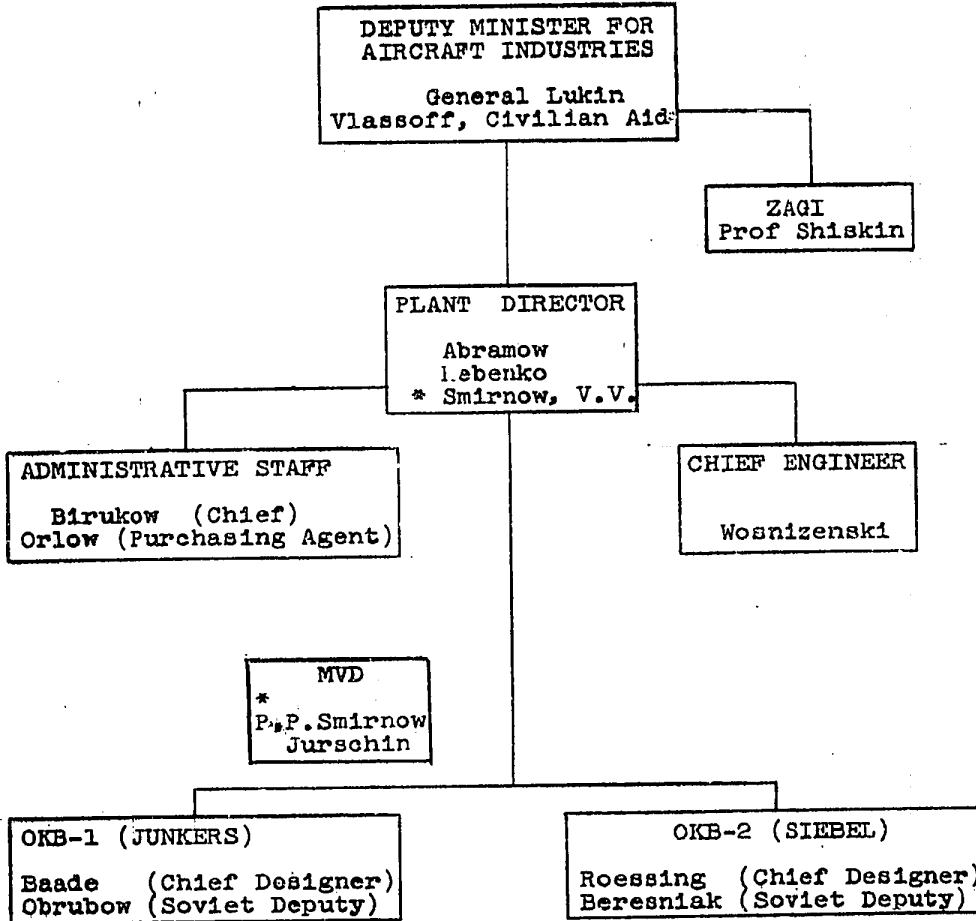 DEPUTY MINISTER FOR
AIRCRAFT INDUSTRIES
General Lukin
Vlassoff, Civilian Aid
ZAGI
Prof Shiskin
PLANT DIRECTOR
Abramow
Lebenko
* Smirnow, V.V.
ADMINISTRATIVE STAFF
Birukow (Chief)
Orlow (Purchasing Agent)
CHIEF ENGINEER
Wosnizenski
MVD
*
P.P.Smirnow
Jurschin
OKB-1 (JUNKERS)
Baade (Chief Designer)
Obrubow (Soviet Deputy)
OKB-2 (SIEBEL)
Roessing (Chief Designer)
Beresniak (Soviet Deputy)